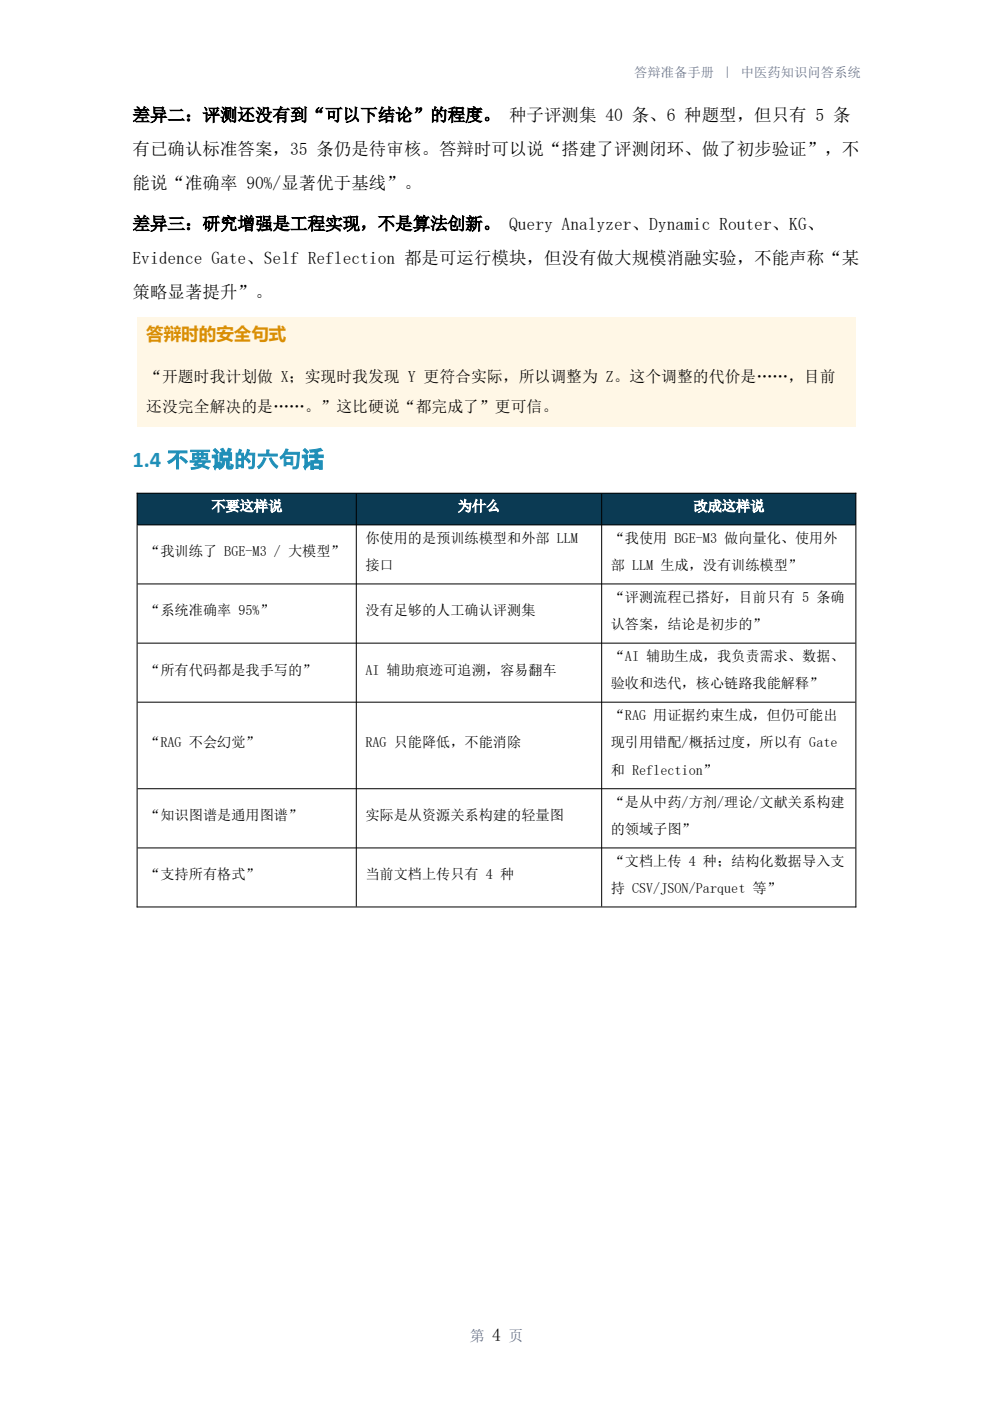 答辩准备手册 | 中医药知识问答系统
差异二：评测还没有到“可以下结论”的程度。 种子评测集 40 条、6 种题型，但只有 5 条
有已确认标准答案，35 条仍是待审核。答辩时可以说“搭建了评测闭环、做了初步验证”，不
能说“准确率 90%/显著优于基线”。
差异三：研究增强是工程实现，不是算法创新。 Query Analyzer、Dynamic Router、KG、
Evidence Gate、Self Reflection 都是可运行模块，但没有做大规模消融实验，不能声称“某
策略显著提升”。
答辩时的安全句式
“开题时我计划做 X；实现时我发现 Y 更符合实际，所以调整为 Z。这个调整的代价是……，目前
还没完全解决的是……。”这比硬说“都完成了”更可信。
1.4 不要说的六句话
不要这样说 为什么 改成这样说
“我训练了 BGE-M3 / 大模型”
你使用的是预训练模型和外部 LLM
接口
“我使用 BGE-M3 做向量化、使用外
部 LLM 生成，没有训练模型”
“系统准确率 95%”
没有足够的人工确认评测集
“评测流程已搭好，目前只有 5 条确
认答案，结论是初步的”
“所有代码都是我手写的”
AI 辅助痕迹可追溯，容易翻车
“AI 辅助生成，我负责需求、数据、
验收和迭代，核心链路我能解释”
“RAG 不会幻觉”
RAG 只能降低，不能消除
“RAG 用证据约束生成，但仍可能出
现引用错配/概括过度，所以有 Gate
和 Reflection”
“知识图谱是通用图谱”
实际是从资源关系构建的轻量图
“是从中药/方剂/理论/文献关系构建
的领域子图”
“支持所有格式”
当前文档上传只有 4 种
“文档上传 4 种；结构化数据导入支
持 CSV/JSON/Parquet 等”
第 4 页